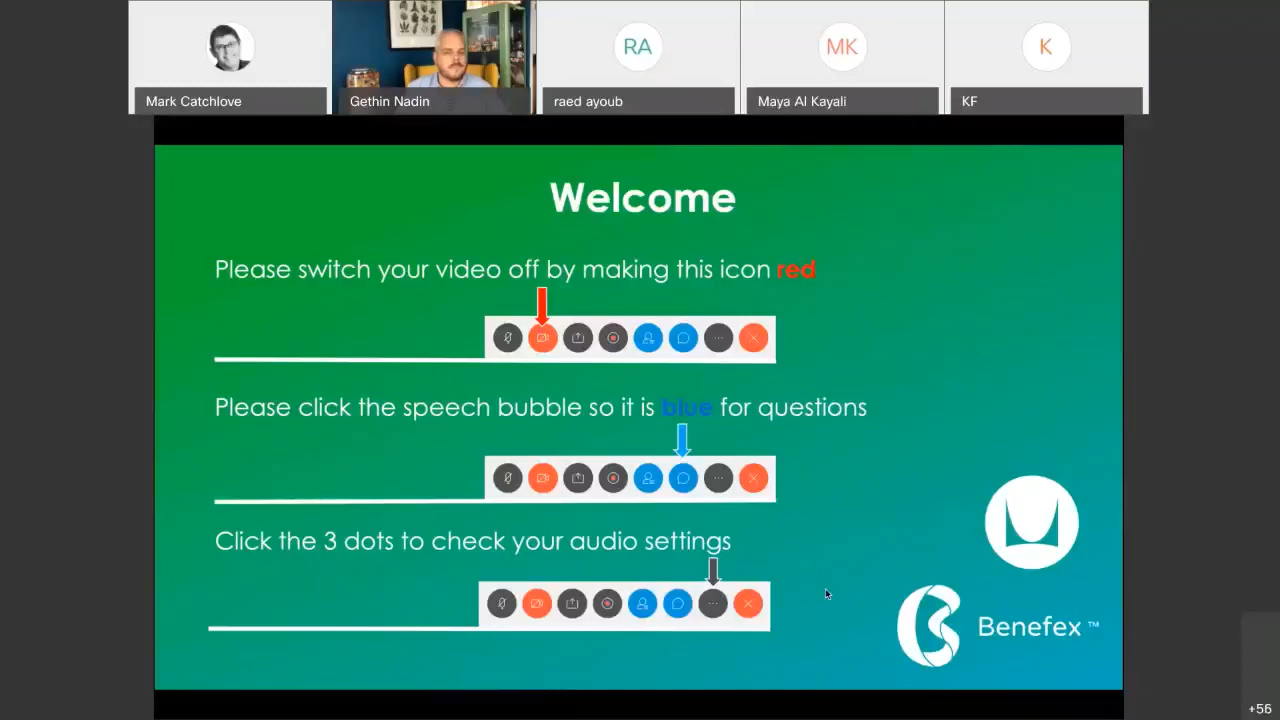 RA
MK
K
Mark Catchlove
Gethin Nadin
raed ayoub
Maya Al Kayali
KF
Welcome
Please switch your video off by making this icon red
Please click the speech bubble so it is blue for questions
Click the 3 dots to check your audio settings
Benefex™
+56